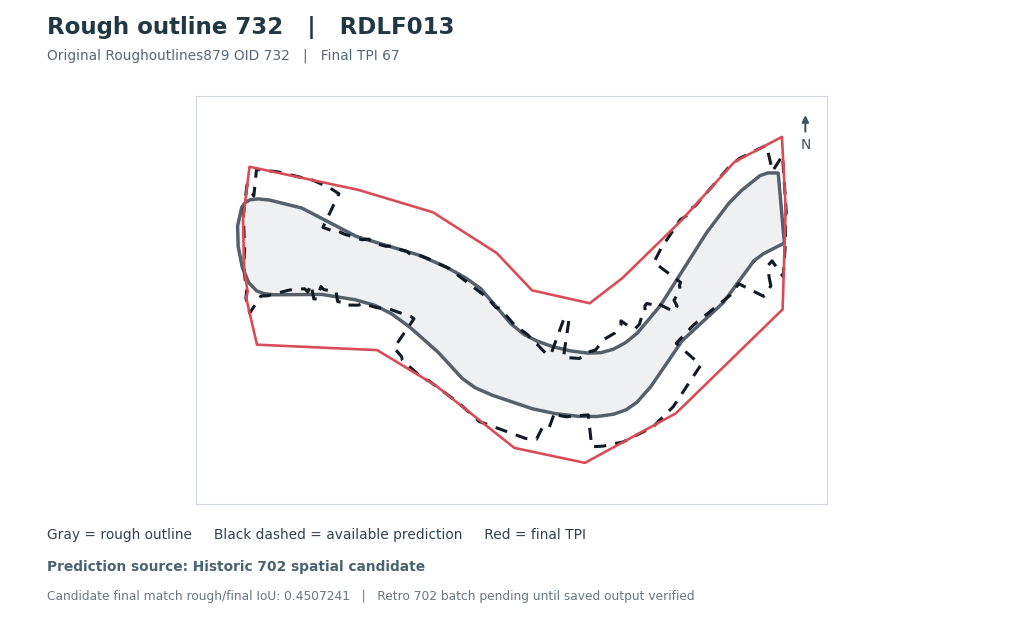 Rough outline 732   |   RDLF013
Original Roughoutlines879 OID 732   |   Final TPI 67
N
Gray = rough outline     Black dashed = available prediction     Red = final TPI
Prediction source: Historic 702 spatial candidate
Candidate final match rough/final IoU: 0.4507241   |   Retro 702 batch pending until saved output verified